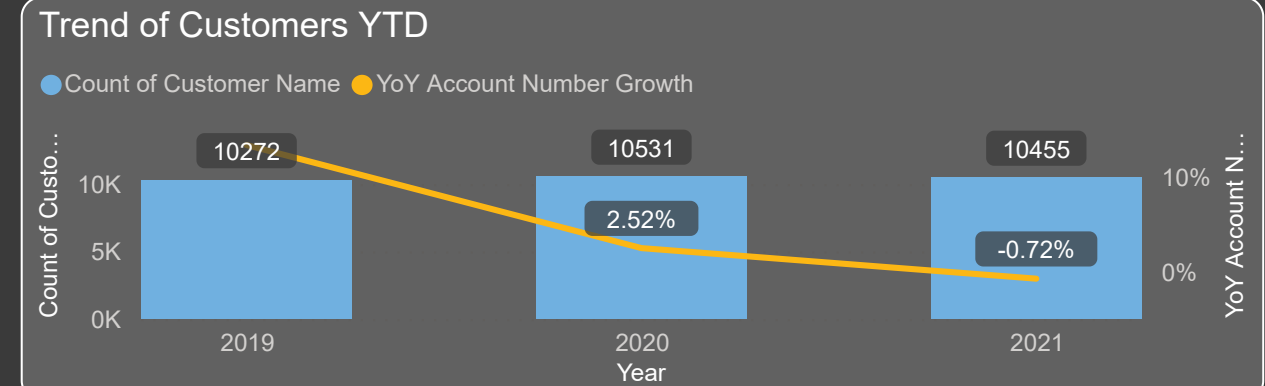 Trend of Customers YTD
Count of Customer Name YoY Account Number Growth
Count of Custo…
10K
5K
0K
10272
10531
2.52%
10455
-0.72%
10%
0%
YoY Account N…
2019 2020 2021
Year